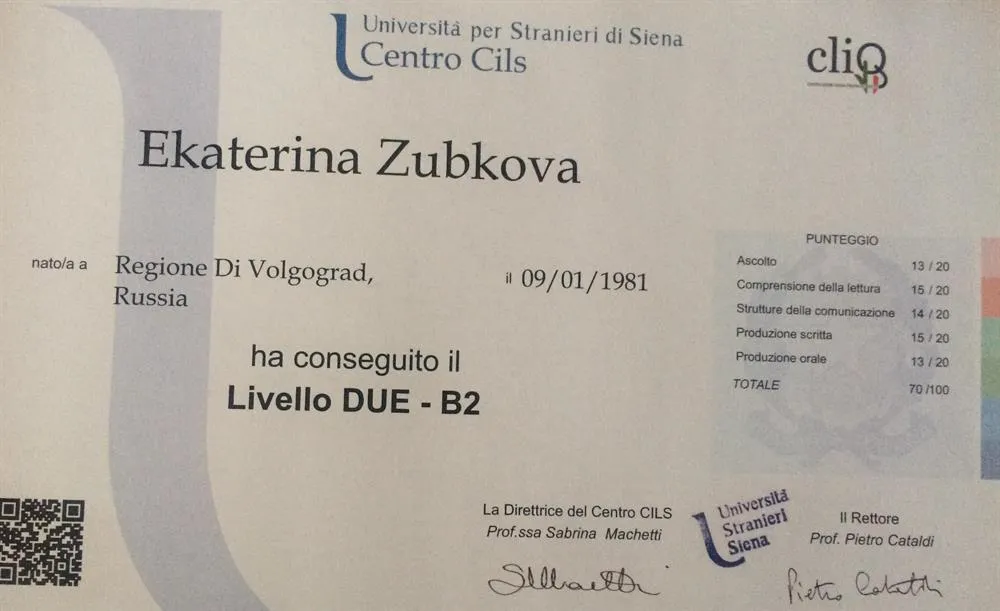 Università per Stranieri di Siena
Centro Cils
cliQ
Ekaterina Zubkova
nato/a a Regione Di Volgograd, il 09/01/1981
Russia
ha conseguito il
Livello DUE - B2
PUNTEGGIO
Ascolto 13 / 20
Comprensione della lettura 15 / 20
Strutture della comunicazione 14 / 20
Produzione scritta 15 / 20
Produzione orale 13 / 20
TOTALE 70 /100
La Direttrice del Centro CILS
Prof.ssa Sabrina Machetti
Università
Stranieri
Siena
Il Rettore
Prof. Pietro Cataldi
Pietro Cataldi